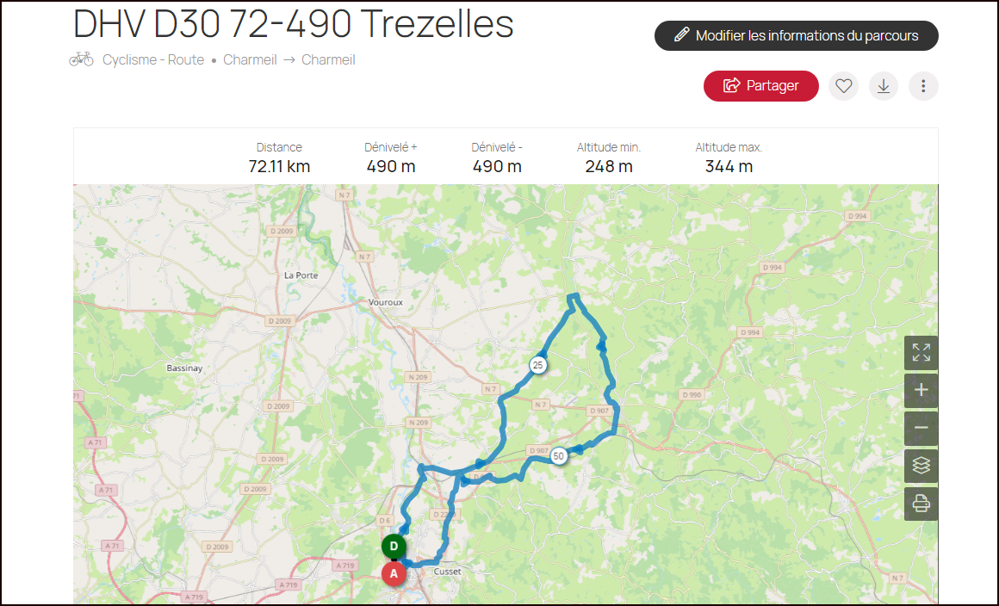 DHV D30 72-490 Trezelles
Modifier les informations du parcours
Cyclisme - Route • Charmeil → Charmeil
Partager
Distance
72.11 km
Dénivelé +
490 m
Dénivelé -
490 m
Altitude min.
248 m
Altitude max.
344 m
N 7
D 994
D 2009
N 7
D 994
La Porte
Vouroux
D 2009
D 994
Bassinay
25
N 209
N 7
D 990
71
D 2009
N 7
D 907
N 209
A 71
D 907
50
D 2009
A 71
D 2009
D 6
A 71
D 2009
D
A 719
Cusset
A
A 719
N 7
A 719